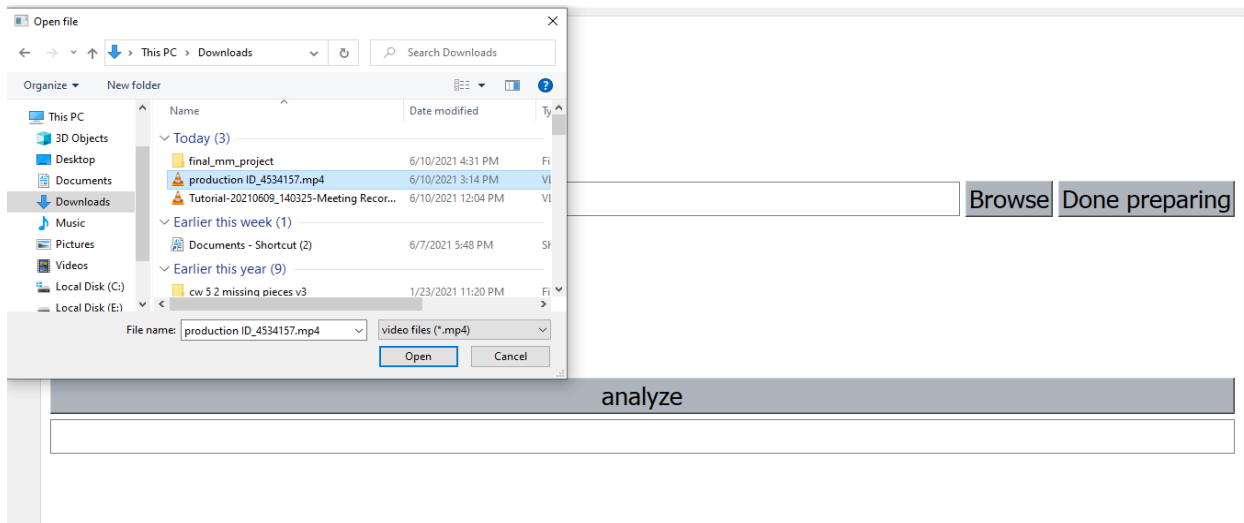 Open file
This PC > Downloads
Search Downloads
Organize
New folder
Name
Date modified
This PC
3D Objects
Desktop
Documents
Downloads
Music
Pictures
Videos
Local Disk (C:)
Local Disk (E:)
Today (3)
final_mm_project 6/10/2021 4:31 PM Fi
production ID_4534157.mp4 6/10/2021 3:14 PM VL
Tutorial-20210609_140325-Meeting Recor... 6/10/2021 12:04 PM VL
Earlier this week (1)
Documents - Shortcut (2) 6/7/2021 5:48 PM Sh
Earlier this year (9)
cw 5 2 missing pieces v3 1/23/2021 11:20 PM Fi
File name: production ID_4534157.mp4 video files (*.mp4)
Open Cancel
Browse Done preparing
analyze